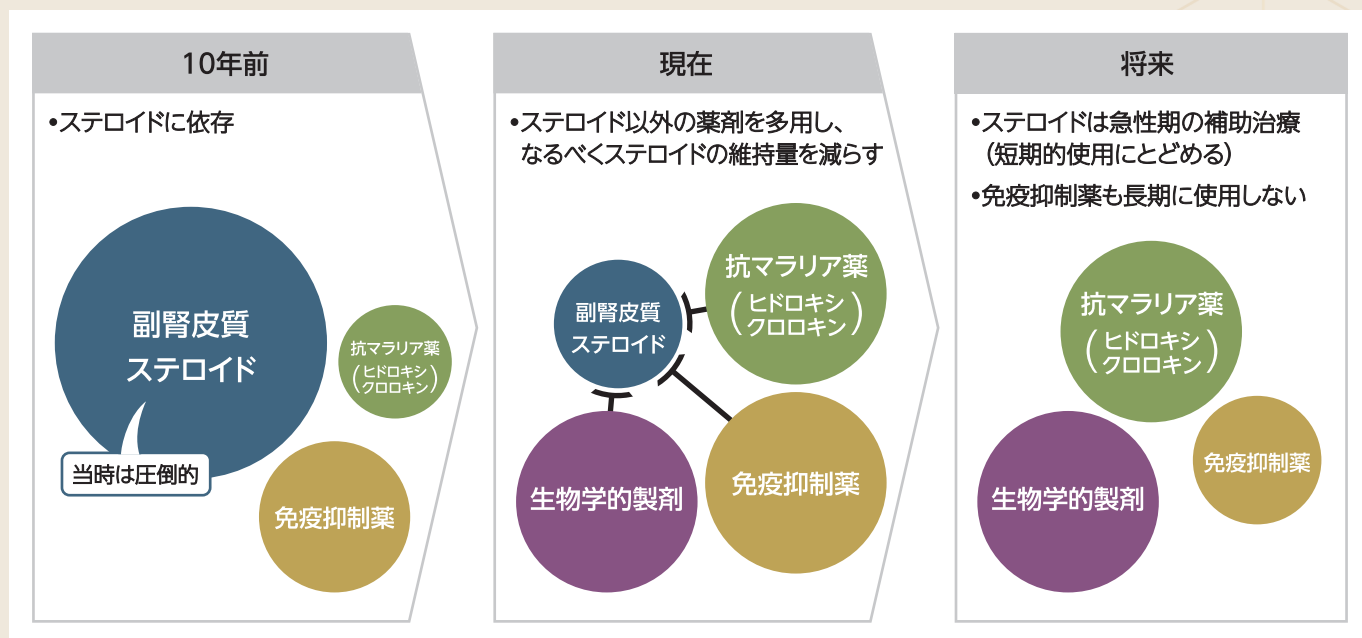 10年前
•ステロイドに依存
副腎皮質
ステロイド
当時は圧倒的
抗マラリア薬
(ヒドロキシ
クロロキン)
免疫抑制薬
現在
•ステロイド以外の薬剤を多用し、
なるべくステロイドの維持量を減らす
副腎皮質
ステロイド
抗マラリア薬
(ヒドロキシ
クロロキン)
生物学的製剤
免疫抑制薬
将来
•ステロイドは急性期の補助治療
(短期的使用にとどめる)
•免疫抑制薬も長期に使用しない
抗マラリア薬
(ヒドロキシ
クロロキン)
生物学的製剤
免疫抑制薬